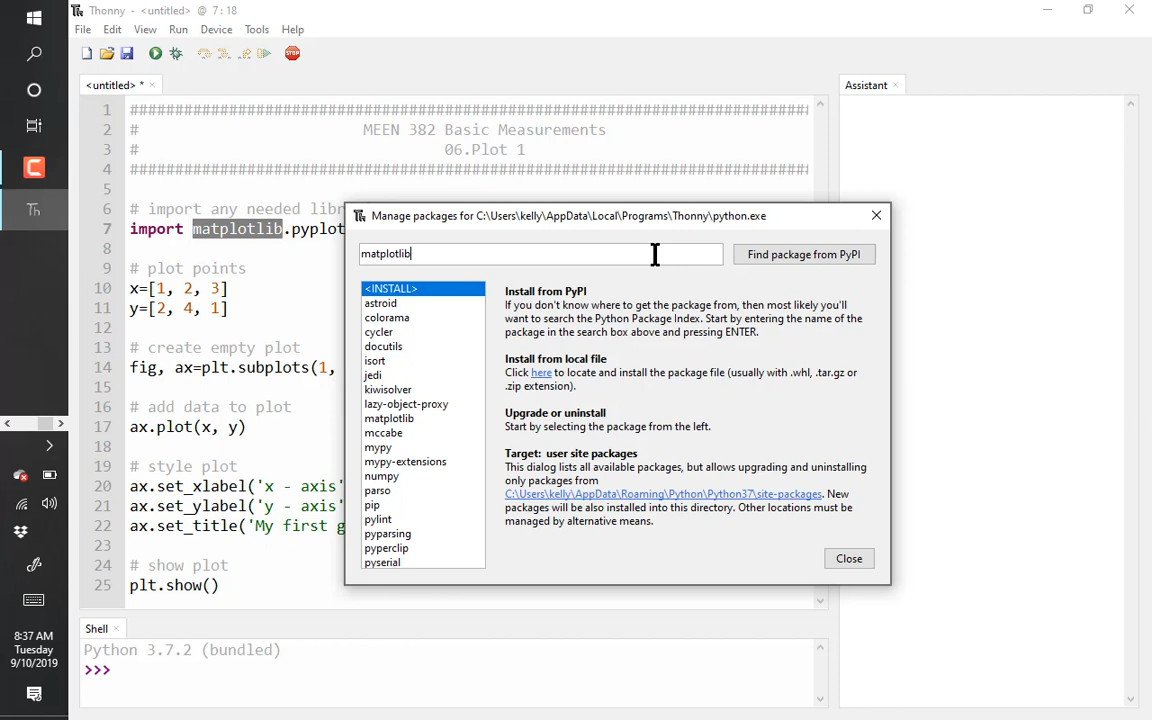 Thonny - <untitled> @ 7 : 18
File Edit View Run Device Tools Help
STOP
<untitled> *
Assistant
1 ########################################################################
2 # MEEN 382 Basic Measurements
3 # 06.Plot 1
4 ########################################################################
5
6 # import any needed libr
7 import matplotlib.pyplot
8
9 # plot points
10 x=[1, 2, 3]
11 y=[2, 4, 1]
12
13 # create empty plot
14 fig, ax=plt.subplots(1,
15
16 # add data to plot
17 ax.plot(x, y)
18
19 # style plot
20 ax.set_xlabel('x - axis'
21 ax.set_ylabel('y - axis'
22 ax.set_title('My first g
23
24 # show plot
25 plt.show()
Manage packages for C:\Users\kelly\AppData\Local\Programs\Thonny\python.exe
matplotlib
Find package from PyPI
<INSTALL>
astroid
colorama
cycler
docutils
isort
jedi
kiwisolver
lazy-object-proxy
matplotlib
mccabe
mypy
mypy-extensions
numpy
parso
pip
pylint
pyparsing
pyperclip
pyserial
Install from PyPI
If you don't know where to get the package from, then most likely you'll
want to search the Python Package Index. Start by entering the name of the
package in the search box above and pressing ENTER.
Install from local file
Click here to locate and install the package file (usually with .whl, .tar.gz or
.zip extension).
Upgrade or uninstall
Start by selecting the package from the left.
Target: user site packages
This dialog lists all available packages, but allows upgrading and uninstalling
only packages from
C:\Users\kelly\AppData\Roaming\Python\Python37\site-packages. New
packages will be also installed into this directory. Other locations must be
managed by alternative means.
Close
Shell
Python 3.7.2 (bundled)
>>>
Th
8:37 AM
Tuesday
9/10/2019